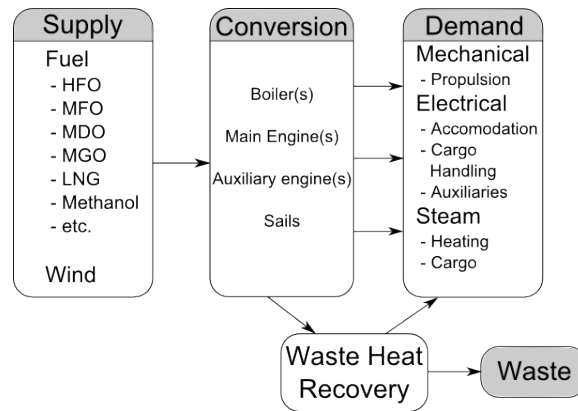 Supply
Fuel
- HFO
- MFO
- MDO
- MGO
- LNG
- Methanol
- etc.
Wind
Conversion
Boiler(s)
Main Engine(s)
Auxiliary engine(s)
Sails
Demand
Mechanical
- Propulsion
Electrical
- Accomodation
- Cargo
Handling
- Auxiliaries
Steam
- Heating
- Cargo
Waste Heat
Recovery
Waste